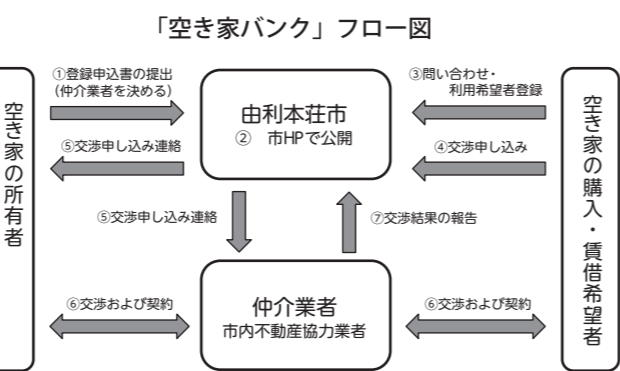 「空き家バンク」フロー図
空き家の所有者
①登録申込書の提出
(仲介業者を決める)
⑤交渉申し込み連絡
由利本荘市
② 市HPで公開
③問い合わせ・
利用希望者登録
④交渉申し込み
空き家の購入・賃借希望者
⑤交渉申し込み連絡
⑦交渉結果の報告
⑥交渉および契約
仲介業者
市内不動産協力業者
⑥交渉および契約